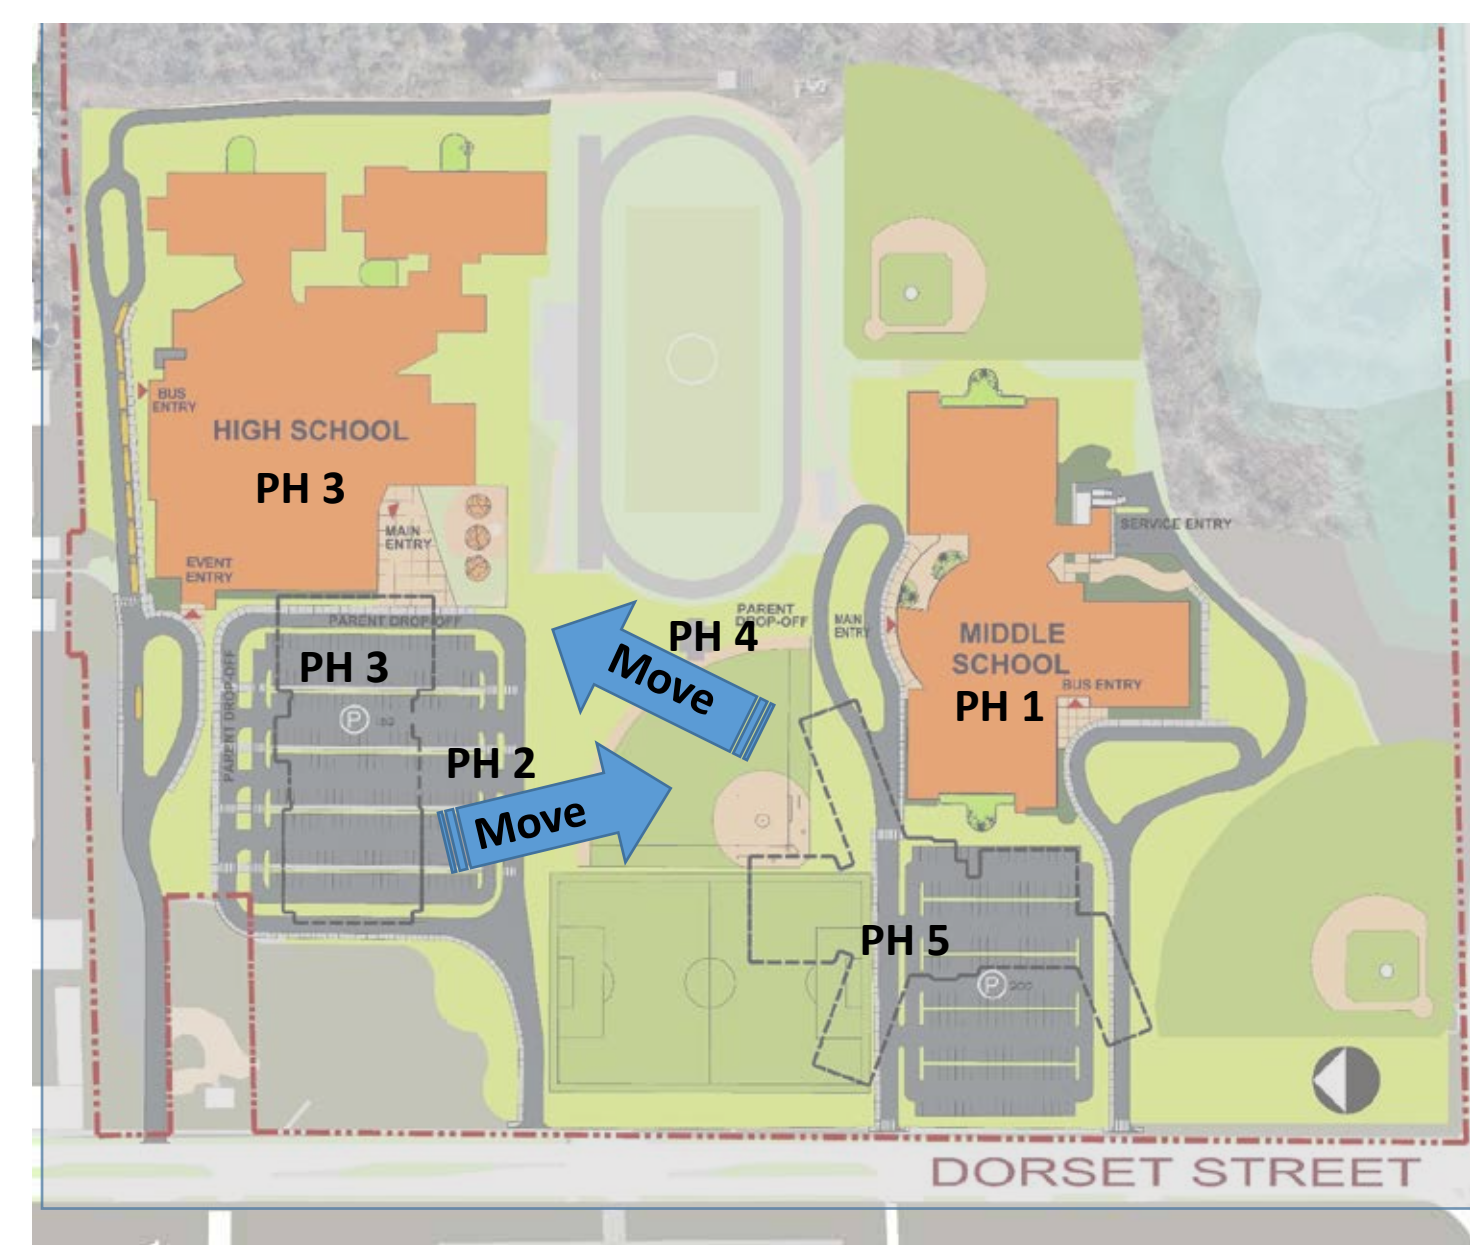 BUS
ENTRY
HIGH SCHOOL
PH 3
MAIN
ENTRY
EVENT
ENTRY
SERVICE ENTRY
PARENT DROP-OFF
PARENT
DROP-OFF
MAIN
ENTRY
PH 4
Move
MIDDLE
SCHOOL
BUS ENTRY
PH 1
PH 3
PARENT DROP-OFF
P
PH 2
Move
PH 5
P 200
DORSET STREET